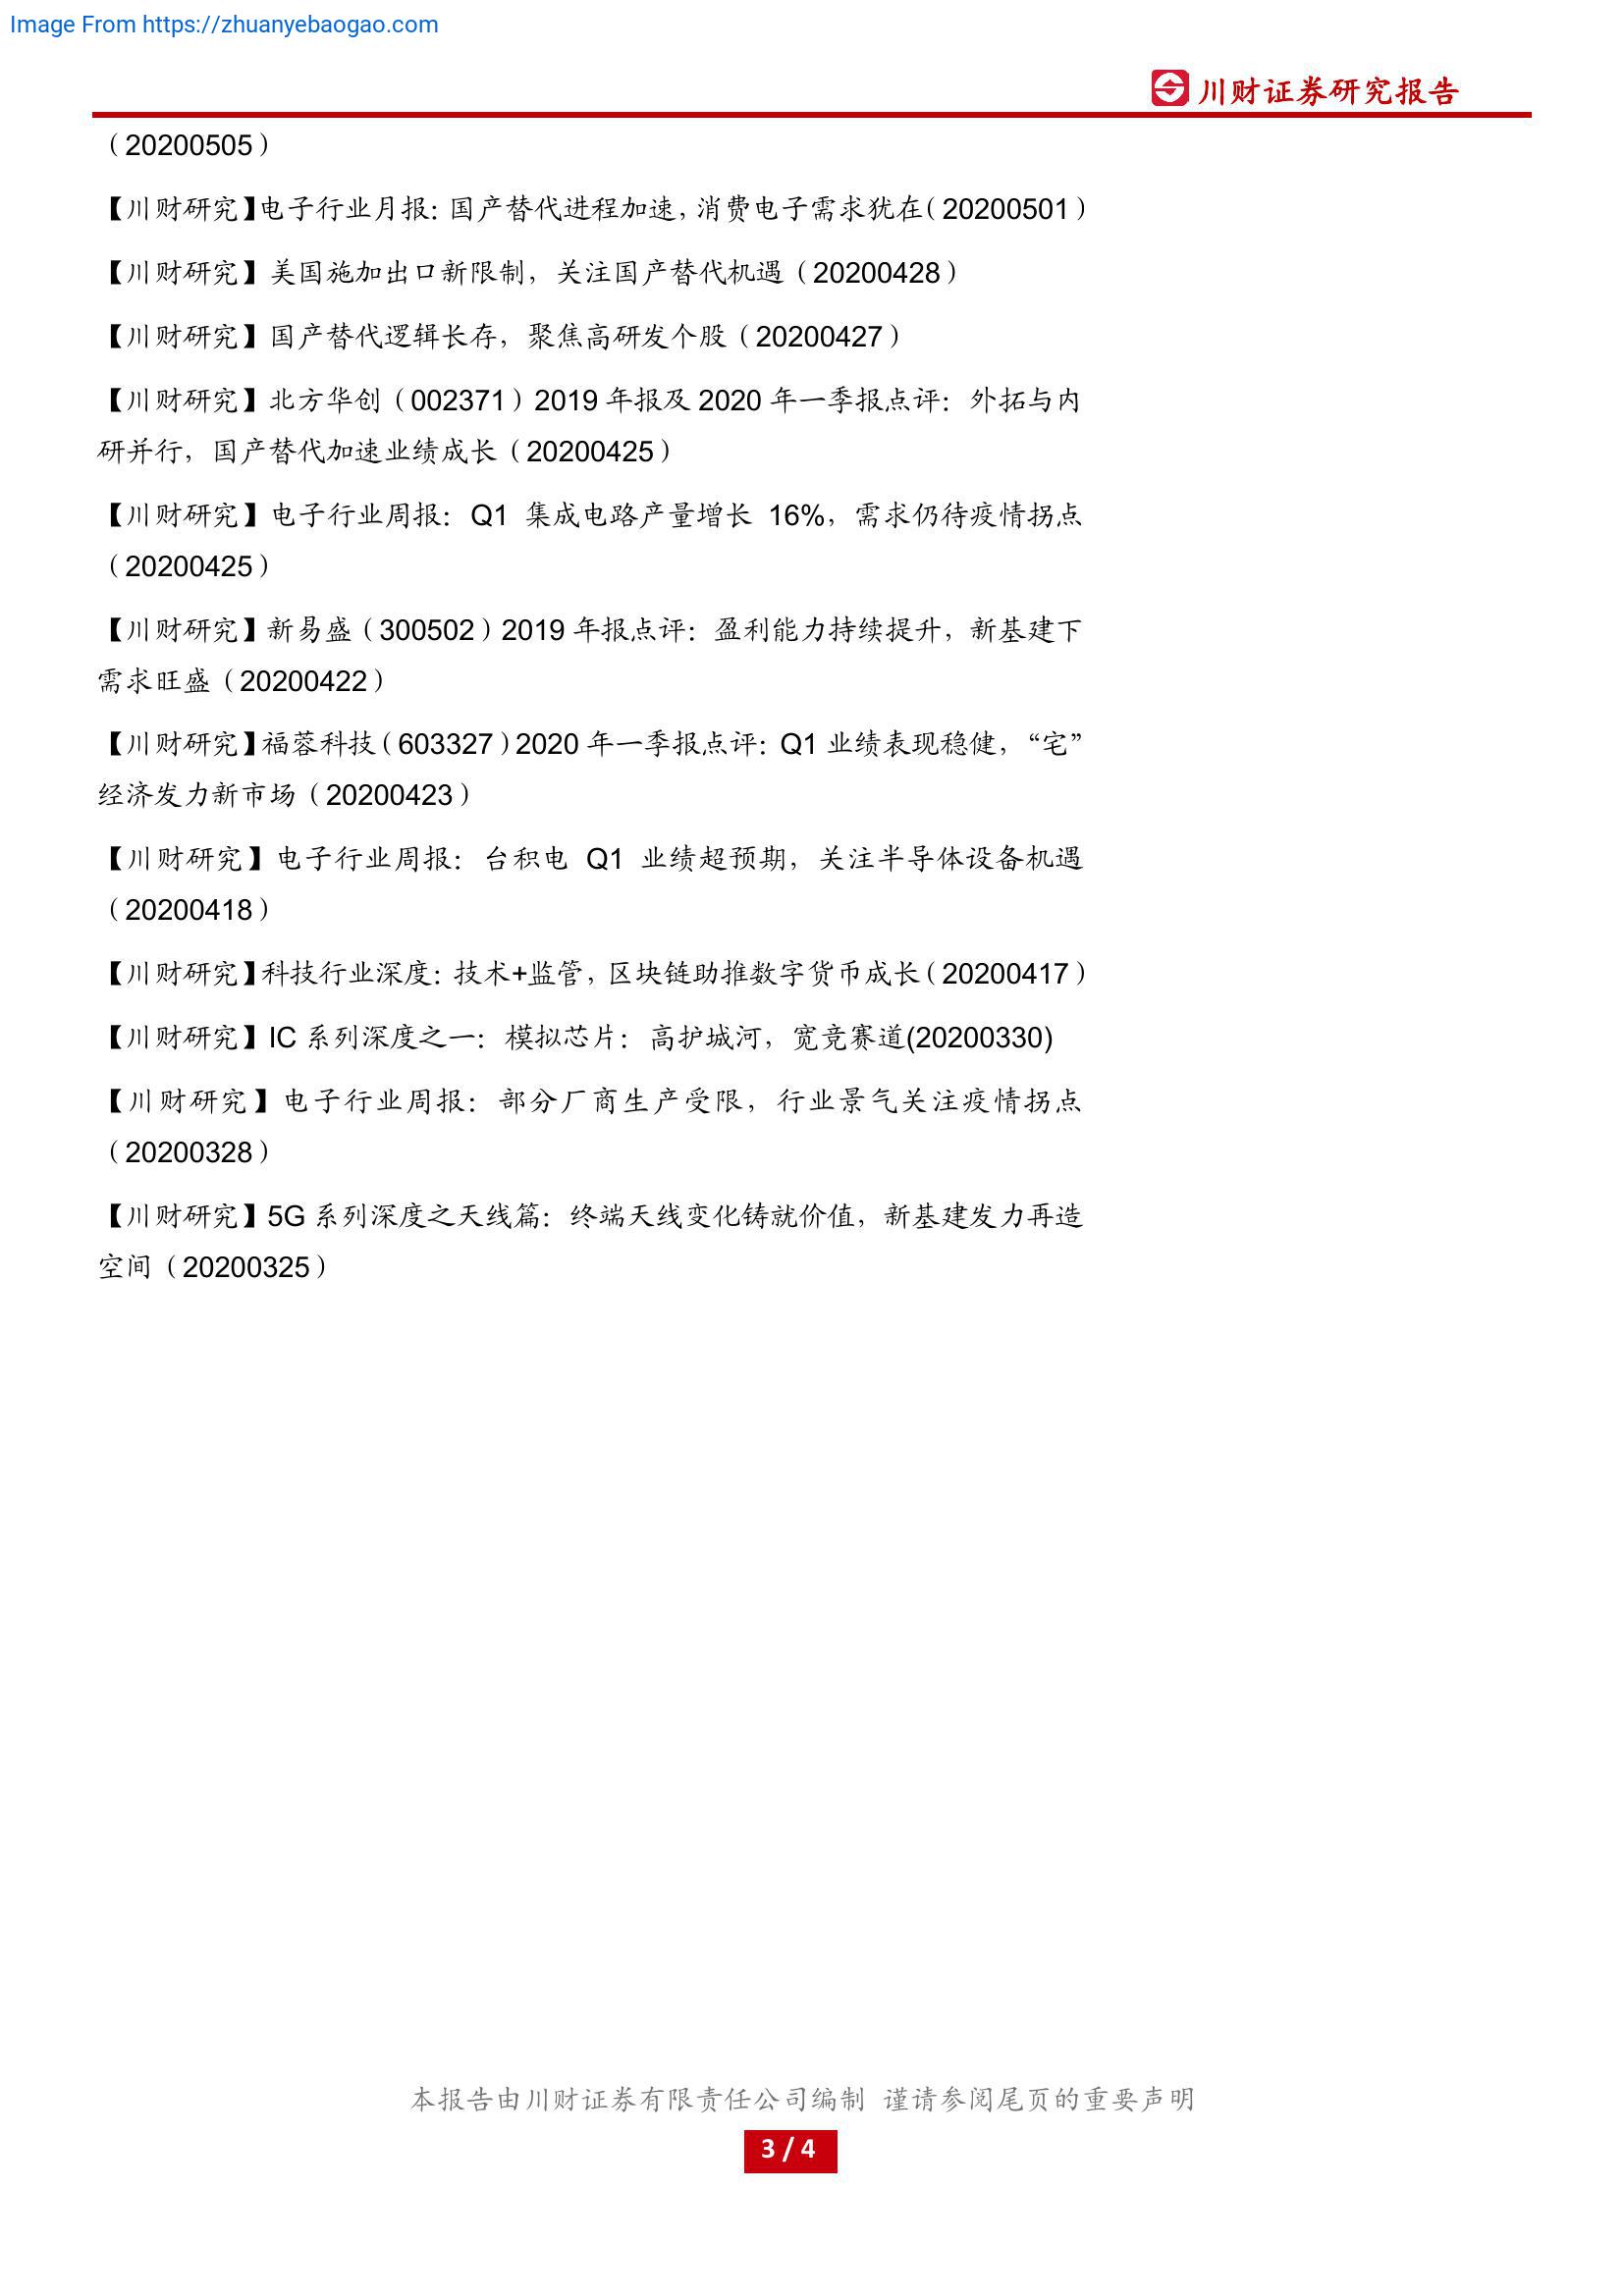 Image From https://zhuanyebaogao.com
川财证券研究报告
（20200505）
【川财研究】电子行业月报：国产替代进程加速，消费电子需求犹在（20200501）
【川财研究】美国施加出口新限制，关注国产替代机遇（20200428）
【川财研究】国产替代逻辑长存，聚焦高研发个股（20200427）
【川财研究】北方华创（002371）2019 年报及 2020 年一季报点评：外拓与内
研并行，国产替代加速业绩成长（20200425）
【川财研究】电子行业周报：Q1 集成电路产量增长 16%，需求仍待疫情拐点
（20200425）
【川财研究】新易盛（300502）2019 年报点评：盈利能力持续提升，新基建下
需求旺盛（20200422）
【川财研究】福蓉科技（603327）2020 年一季报点评：Q1 业绩表现稳健，“宅”
经济发力新市场（20200423）
【川财研究】电子行业周报：台积电 Q1 业绩超预期，关注半导体设备机遇
（20200418）
【川财研究】科技行业深度：技术+监管，区块链助推数字货币成长（20200417）
【川财研究】IC 系列深度之一：模拟芯片：高护城河，宽竞赛道(20200330)
【川财研究】电子行业周报：部分厂商生产受限，行业景气关注疫情拐点
（20200328）
【川财研究】5G 系列深度之天线篇：终端天线变化铸就价值，新基建发力再造
空间（20200325）
本报告由川财证券有限责任公司编制 谨请参阅尾页的重要声明
3 / 4